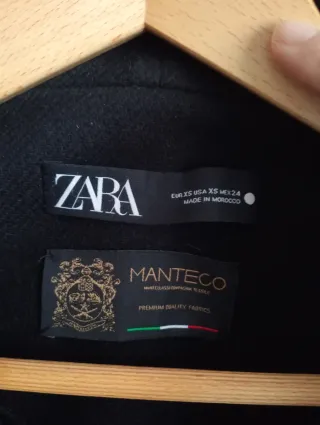 ZARA
EUR XS USA XS MEX 24
MADE IN MOROCCO
MANTECO
PREMIUM QUALITY FABRICS